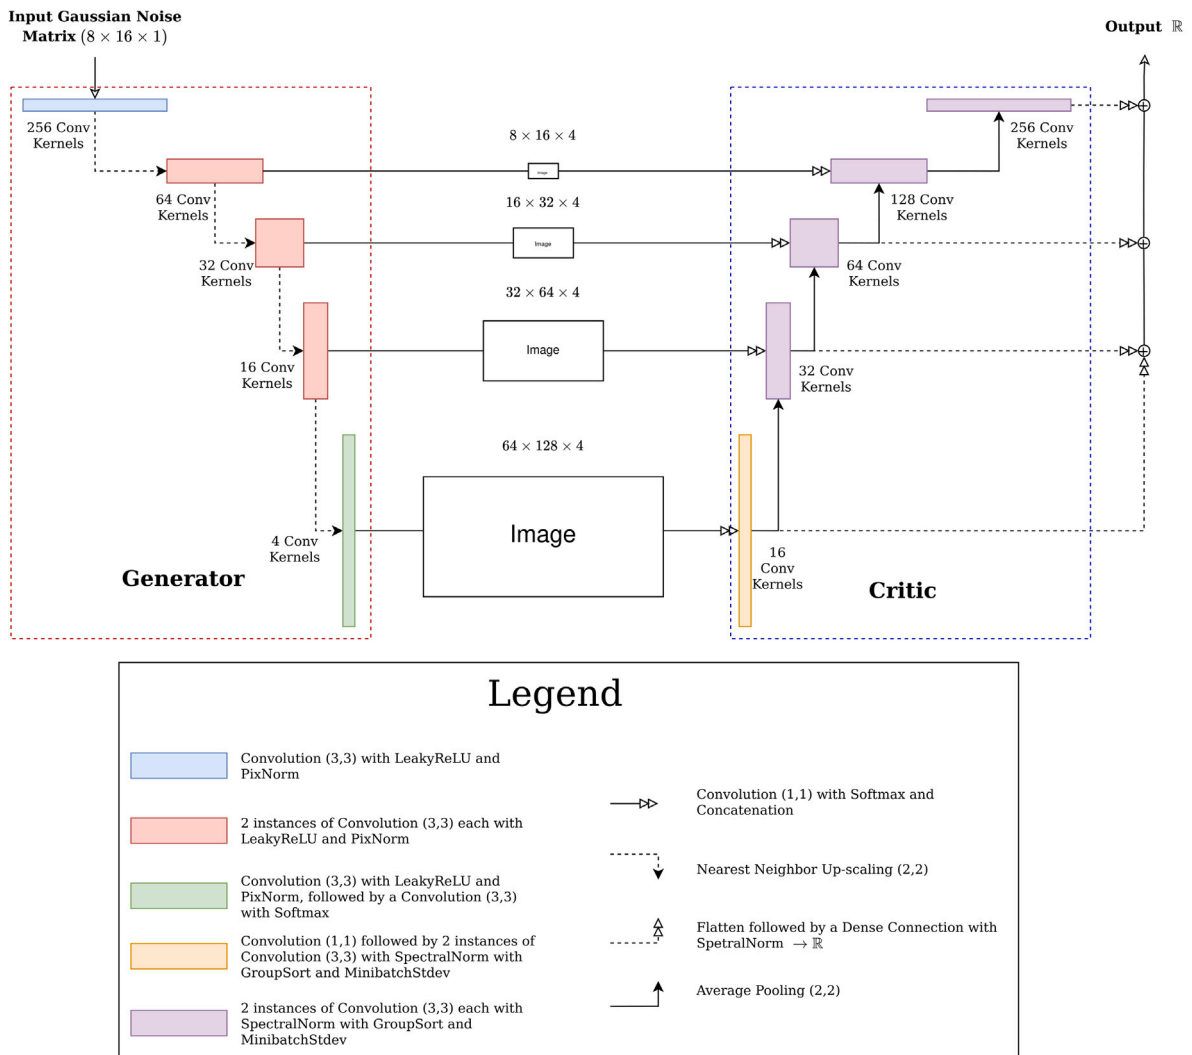 Input Gaussian Noise
Matrix (8 × 16 × 1)
Output ℝ
256 Conv
Kernels
8 × 16 × 4
Image
256 Conv
Kernels
64 Conv
Kernels
16 × 32 × 4
Image
128 Conv
Kernels
32 Conv
Kernels
32 × 64 × 4
Image
64 Conv
Kernels
16 Conv
Kernels
32 Conv
Kernels
64 × 128 × 4
Image
4 Conv
Kernels
16
Conv
Kernels
Generator
Critic
Legend
Convolution (3,3) with LeakyReLU and
PixNorm
2 instances of Convolution (3,3) each with
LeakyReLU and PixNorm
Convolution (3,3) with LeakyReLU and
PixNorm, followed by a Convolution (3,3)
with Softmax
Convolution (1,1) followed by 2 instances of
Convolution (3,3) with SpectralNorm with
GroupSort and MinibatchStdev
2 instances of Convolution (3,3) each with
SpectralNorm with GroupSort and
MinibatchStdev
Convolution (1,1) with Softmax and
Concatenation
Nearest Neighbor Up-scaling (2,2)
Flatten followed by a Dense Connection with
SpetralNorm → ℝ
Average Pooling (2,2)